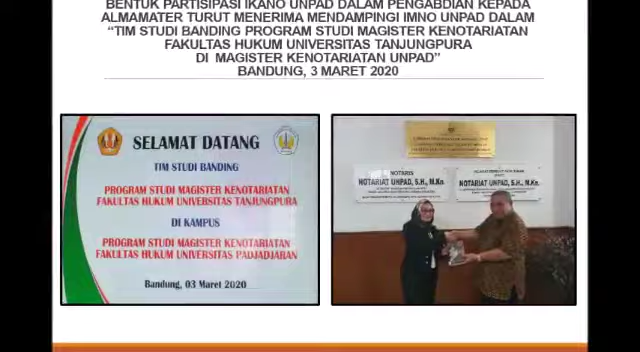 BENTUK PARTISIPASI IKANO UNPAD DALAM PENGABDIAN KEPADA
ALMAMATER TURUT MENERIMA MENDAMPINGI IMNO UNPAD DALAM
“TIM STUDI BANDING PROGRAM STUDI MAGISTER KENOTARIATAN
FAKULTAS HUKUM UNIVERSITAS TANJUNGPURA
DI MAGISTER KENOTARIATAN UNPAD”
BANDUNG, 3 MARET 2020
SELAMAT DATANG
TIM STUDI BANDING
PROGRAM STUDI MAGISTER KENOTARIATAN
FAKULTAS HUKUM UNIVERSITAS TANJUNGPURA
DI KAMPUS
PROGRAM STUDI MAGISTER KENOTARIATAN
FAKULTAS HUKUM UNIVERSITAS PADJADJARAN
Bandung, 03 Maret 2020
NOTARIS
NOTARIAT UNPAD, S.H., M.Kn.
NOTARIAT UNPAD, S.H., M.Kn.